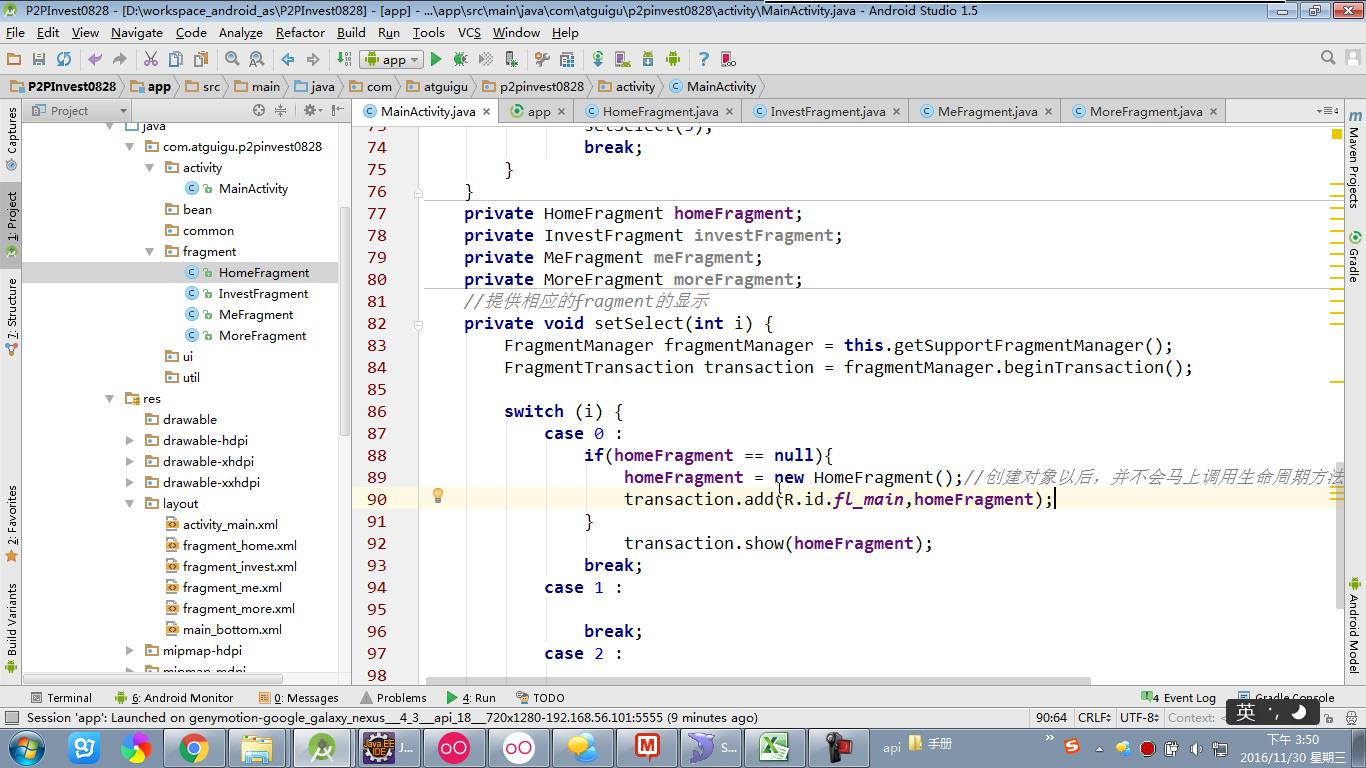 P2PInvest0828 - [D:\workspace_android_as\P2PInvest0828] - [app] - ...\app\src\main\java\com\atguigu\p2pinvest0828\activity\MainActivity.java - Android Studio 1.5
File Edit View Navigate Code Analyze Refactor Build Run Tools VCS Window Help
app
P2PInvest0828 app src main java com atguigu p2pinvest0828 activity MainActivity
Project
MainActivity.java app HomeFragment.java InvestFragment.java MeFragment.java MoreFragment.java
Captures
1: Project
7: Structure
2: Favorites
Build Variants
java
com.atguigu.p2pinvest0828
activity
MainActivity
bean
common
fragment
HomeFragment
InvestFragment
MeFragment
MoreFragment
ui
util
res
drawable
drawable-hdpi
drawable-xhdpi
drawable-xxhdpi
layout
activity_main.xml
fragment_home.xml
fragment_invest.xml
fragment_me.xml
fragment_more.xml
main_bottom.xml
mipmap-hdpi
mipmap-mdpi
73 setSelect(3);
74 break;
75 }
76 }
77 private HomeFragment homeFragment;
78 private InvestFragment investFragment;
79 private MeFragment meFragment;
80 private MoreFragment moreFragment;
81 //提供相应的fragment的显示
82 private void setSelect(int i) {
83 FragmentManager fragmentManager = this.getSupportFragmentManager();
84 FragmentTransaction transaction = fragmentManager.beginTransaction();
85
86 switch (i) {
87 case 0 :
88 if(homeFragment == null){
89 homeFragment = new HomeFragment();//创建对象以后，并不会马上调用生命周期方法
90 transaction.add(R.id.fl_main,homeFragment);
91 }
92 transaction.show(homeFragment);
93 break;
94 case 1 :
95
96 break;
97 case 2 :
98
Maven Projects
Gradle
Android Model
Terminal 6: Android Monitor 0: Messages Problems 4: Run TODO 4 Event Log Gradle Console
Session 'app': Launched on genymotion-google_galaxy_nexus___4_3___api_18___720x1280-192.168.56.101:5555 (9 minutes ago) 90:64 CRLF UTF-8 Context:
英
api 手册
下午 3:50
2016/11/30 星期三